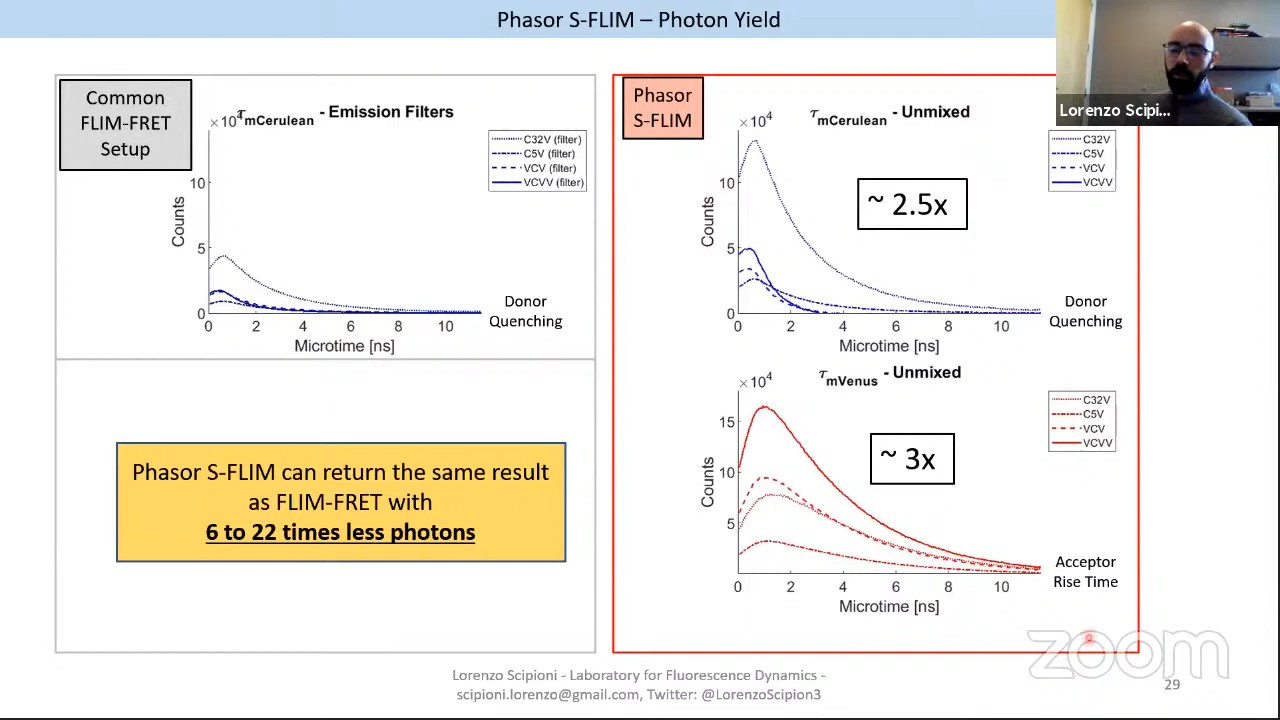 Phasor S-FLIM – Photon Yield
Lorenzo Scipi...
Common
FLIM-FRET
Setup
×10⁴
τmCerulean - Emission Filters
C32V (filter)
C5V (filter)
VCV (filter)
VCVV (filter)
10
5
0
Counts
0 2 4 6 8 10
Microtime [ns]
Donor
Quenching
Phasor
S-FLIM
×10⁴
τmCerulean - Unmixed
C32V
C5V
VCV
VCVV
~ 2.5x
10
5
0
Counts
0 2 4 6 8 10
Microtime [ns]
Donor
Quenching
×10⁴
τmVenus - Unmixed
C32V
C5V
VCV
VCVV
~ 3x
15
10
5
Counts
0 2 4 6 8 10
Microtime [ns]
Acceptor
Rise Time
Phasor S-FLIM can return the same result
as FLIM-FRET with
6 to 22 times less photons
zoom
Lorenzo Scipioni - Laboratory for Fluorescence Dynamics -
scipioni.lorenzo@gmail.com, Twitter: @LorenzoScipion3
29